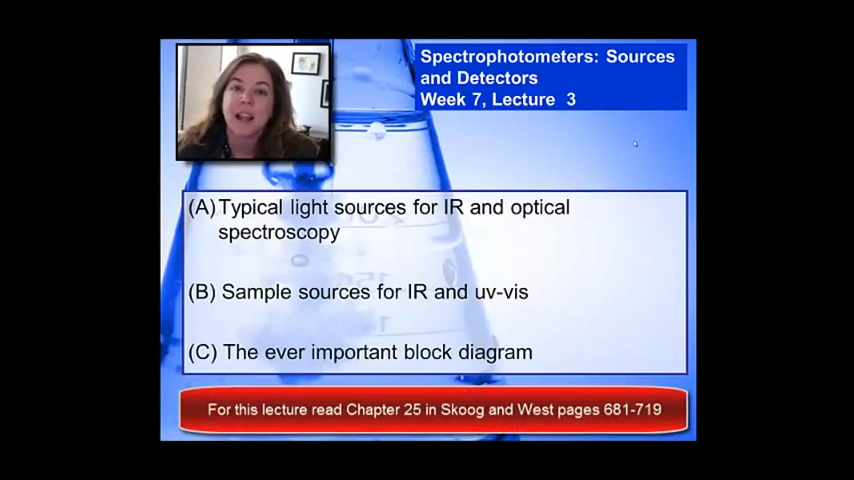 Spectrophotometers: Sources
and Detectors
Week 7, Lecture 3
(A) Typical light sources for IR and optical
spectroscopy
(B) Sample sources for IR and uv-vis
(C) The ever important block diagram
For this lecture read Chapter 25 in Skoog and West pages 681-719